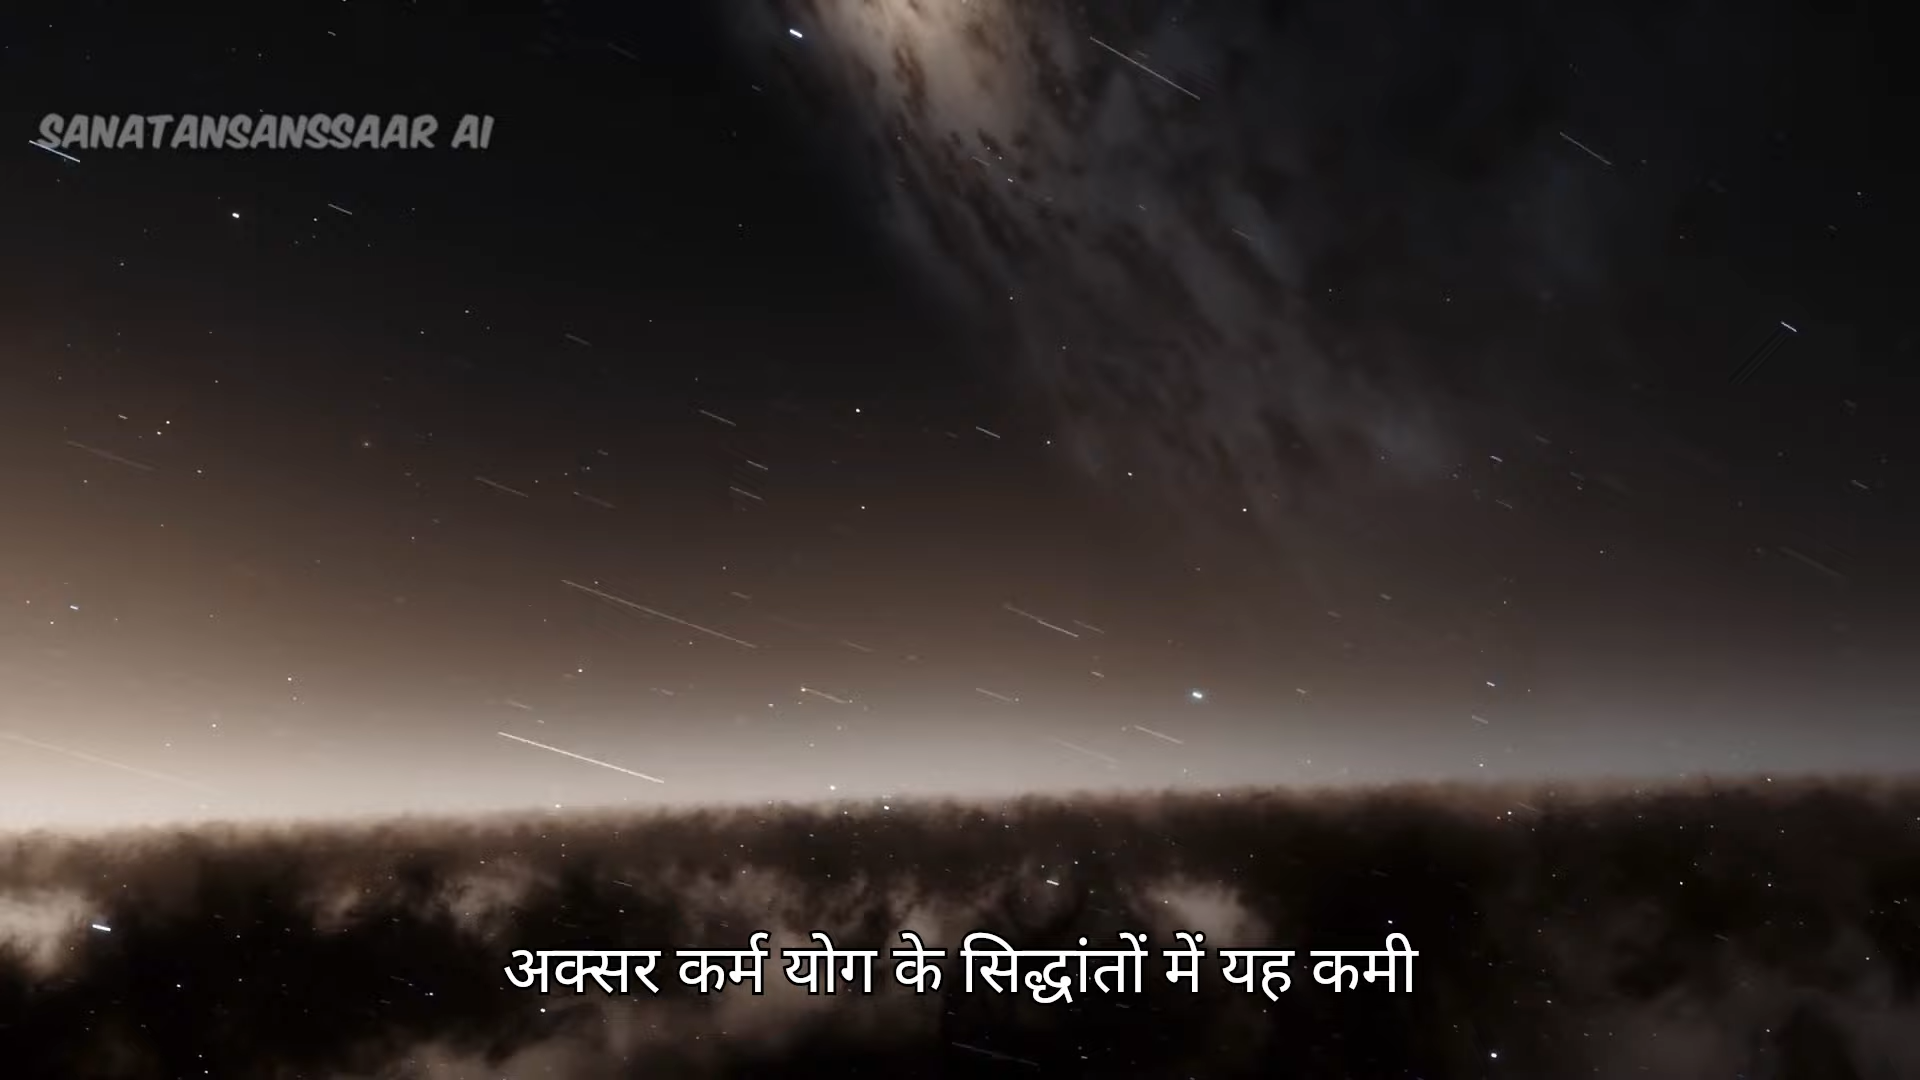 SANATANSANSSAAR AI
अक्सर कर्म योग के सिद्धांतों में यह कमी